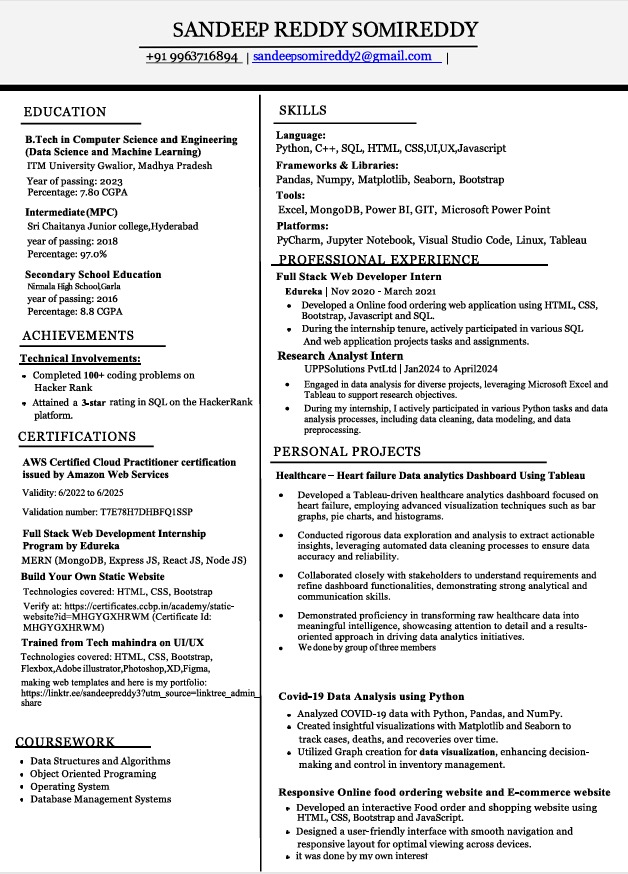 SANDEEP REDDY SOMIREDDY
+91 9963716894 | sandeepsomireddy2@gmail.com |
EDUCATION
B.Tech in Computer Science and Engineering
(Data Science and Machine Learning)
ITM University Gwalior, Madhya Pradesh
Year of passing: 2023
Percentage: 7.80 CGPA
Intermediate(MPC)
Sri Chaitanya Junior college,Hyderabad
year of passing: 2018
Percentage: 97.0%
Secondary School Education
Nirmala High School,Garla
year of passing: 2016
Percentage: 8.8 CGPA
ACHIEVEMENTS
Technical Involvements:
• Completed 100+ coding problems on
Hacker Rank
• Attained a 3-star rating in SQL on the HackerRank
platform.
CERTIFICATIONS
AWS Certified Cloud Practitioner certification
issued by Amazon Web Services
Validity: 6/2022 to 6/2025
Validation number: T7E78H7DHBFQ1SSP
Full Stack Web Development Internship
Program by Edureka
MERN (MongoDB, Express JS, React JS, Node JS)
Build Your Own Static Website
Technologies covered: HTML, CSS, Bootstrap
Verify at: https://certificates.ccbp.in/academy/static-
website?id=MHGYGXHRWM (Certificate Id:
MHGYGXHRWM)
Trained from Tech mahindra on UI/UX
Technologies covered: HTML, CSS, Bootstrap,
Flexbox,Adobe illustrator,Photoshop,XD,Figma,
making web templates and here is my portfolio:
https://linktr.ee/sandeepreddy3?utm_source=linktree_admin_
share
COURSEWORK
• Data Structures and Algorithms
• Object Oriented Programing
• Operating System
• Database Management Systems
SKILLS
Language:
Python, C++, SQL, HTML, CSS,UI,UX,Javascript
Frameworks & Libraries:
Pandas, Numpy, Matplotlib, Seaborn, Bootstrap
Tools:
Excel, MongoDB, Power BI, GIT, Microsoft Power Point
Platforms:
PyCharm, Jupyter Notebook, Visual Studio Code, Linux, Tableau
PROFESSIONAL EXPERIENCE
Full Stack Web Developer Intern
Edureka | Nov 2020 - March 2021
• Developed a Online food ordering web application using HTML, CSS,
Bootstrap, Javascript and SQL.
• During the internship tenure, actively participated in various SQL
And web application projects tasks and assignments.
Research Analyst Intern
UPPSolutions PvtLtd | Jan2024 to April2024
• Engaged in data analysis for diverse projects, leveraging Microsoft Excel and
Tableau to support research objectives.
• During my internship, I actively participated in various Python tasks and data
analysis processes, including data cleaning, data modeling, and data
preprocessing.
PERSONAL PROJECTS
Healthcare – Heart failure Data analytics Dashboard Using Tableau
• Developed a Tableau-driven healthcare analytics dashboard focused on
heart failure, employing advanced visualization techniques such as bar
graphs, pie charts, and histograms.
• Conducted rigorous data exploration and analysis to extract actionable
insights, leveraging automated data cleaning processes to ensure data
accuracy and reliability.
• Collaborated closely with stakeholders to understand requirements and
refine dashboard functionalities, demonstrating strong analytical and
communication skills.
• Demonstrated proficiency in transforming raw healthcare data into
meaningful intelligence, showcasing attention to detail and a results-
oriented approach in driving data analytics initiatives.
• We done by group of three members
Covid-19 Data Analysis using Python
• Analyzed COVID-19 data with Python, Pandas, and NumPy.
• Created insightful visualizations with Matplotlib and Seaborn to
track cases, deaths, and recoveries over time.
• Utilized Graph creation for data visualization, enhancing decision-
making and control in inventory management.
Responsive Online food ordering website and E-commerce website
• Developed an interactive Food order and shopping website using
HTML, CSS, Bootstrap and JavaScript.
• Designed a user-friendly interface with smooth navigation and
responsive layout for optimal viewing across devices.
• it was done by my own interest